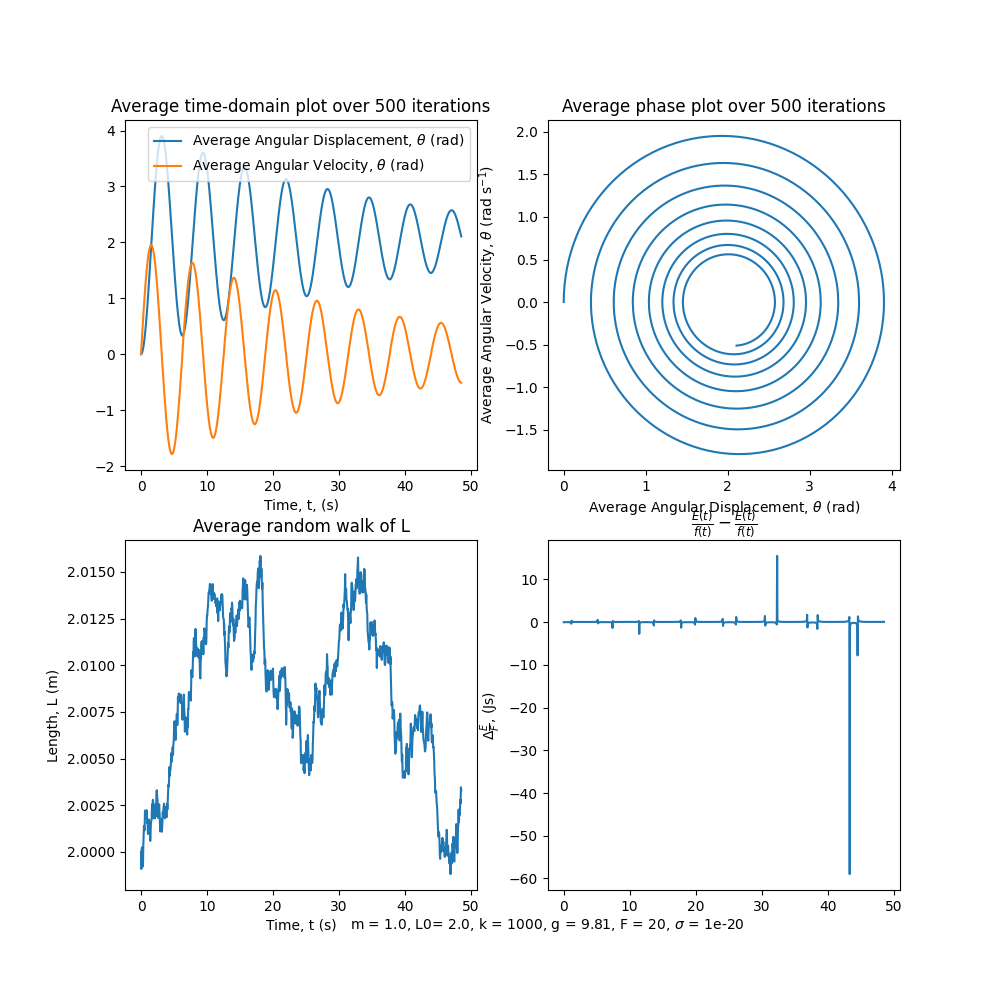 Average time-domain plot over 500 iterations
Average Angular Displacement, θ (rad)
Average Angular Velocity, θ (rad)
4
3
2
1
0
−1
−2
0 10 20 30 40 50
Time, t, (s)
Average phase plot over 500 iterations
Average Angular Velocity, θ (rad s⁻¹)
2.0
1.5
1.0
0.5
0.0
−0.5
−1.0
−1.5
0 1 2 3 4
Average Angular Displacement, θ (rad)
Average random walk of L
Length, L (m)
2.0150
2.0125
2.0100
2.0075
2.0050
2.0025
2.0000
0 10 20 30 40 50
Time, t (s)
E(t)/f(t) − E(t)/f(t)
Δ E/F, (Js)
10
0
−10
−20
−30
−40
−50
−60
0 10 20 30 40 50
m = 1.0, L0= 2.0, k = 1000, g = 9.81, F = 20, σ = 1e-20